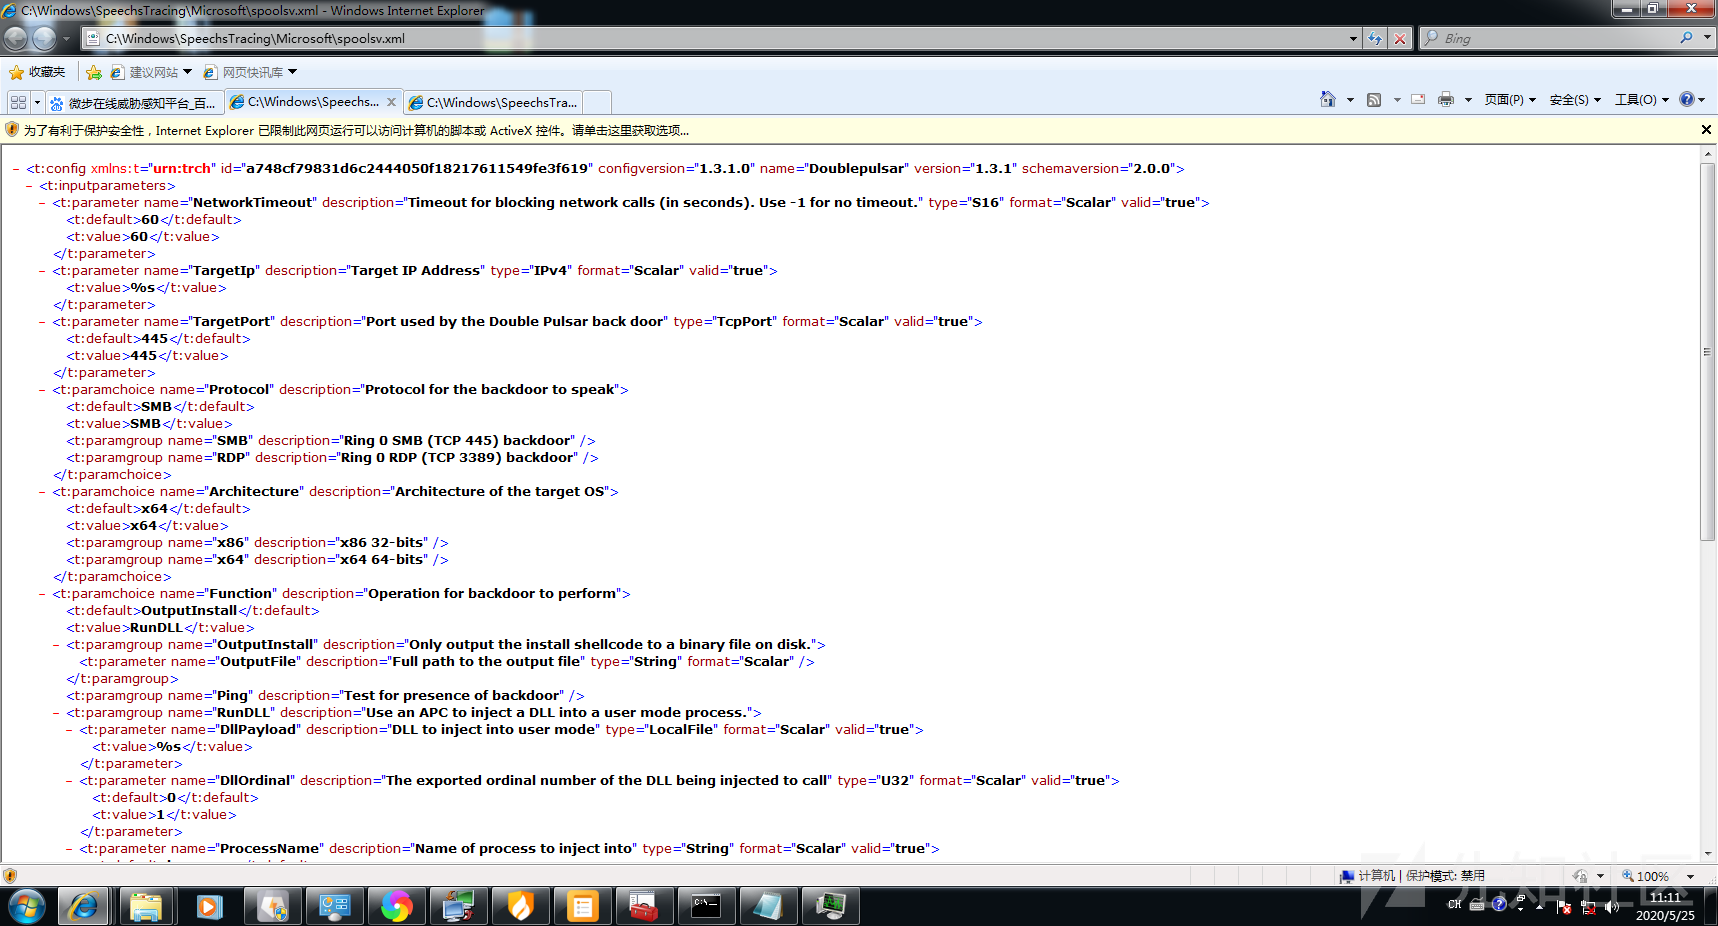 C:\Windows\SpeechsTracing\Microsoft\spoolsv.xml - Windows Internet Explorer
C:\Windows\SpeechsTracing\Microsoft\spoolsv.xml
Bing
收藏夹 建议网站 网页快讯库
微步在线威胁感知平台_百... C:\Windows\Speechs... C:\Windows\SpeechsTra... 页面(P) 安全(S) 工具(O)
为了有利于保护安全性，Internet Explorer 已限制此网页运行可以访问计算机的脚本或 ActiveX 控件。请单击这里获取选项...
- <t:config xmlns:t="urn:trch" id="a748cf79831d6c2444050f18217611549fe3f619" configversion="1.3.1.0" name="Doublepulsar" version="1.3.1" schemaversion="2.0.0">
- <t:inputparameters>
- <t:parameter name="NetworkTimeout" description="Timeout for blocking network calls (in seconds). Use -1 for no timeout." type="S16" format="Scalar" valid="true">
<t:default>60</t:default>
<t:value>60</t:value>
</t:parameter>
- <t:parameter name="TargetIp" description="Target IP Address" type="IPv4" format="Scalar" valid="true">
<t:value>%s</t:value>
</t:parameter>
- <t:parameter name="TargetPort" description="Port used by the Double Pulsar back door" type="TcpPort" format="Scalar" valid="true">
<t:default>445</t:default>
<t:value>445</t:value>
</t:parameter>
- <t:paramchoice name="Protocol" description="Protocol for the backdoor to speak">
<t:default>SMB</t:default>
<t:value>SMB</t:value>
<t:paramgroup name="SMB" description="Ring 0 SMB (TCP 445) backdoor" />
<t:paramgroup name="RDP" description="Ring 0 RDP (TCP 3389) backdoor" />
</t:paramchoice>
- <t:paramchoice name="Architecture" description="Architecture of the target OS">
<t:default>x64</t:default>
<t:value>x64</t:value>
<t:paramgroup name="x86" description="x86 32-bits" />
<t:paramgroup name="x64" description="x64 64-bits" />
</t:paramchoice>
- <t:paramchoice name="Function" description="Operation for backdoor to perform">
<t:default>OutputInstall</t:default>
<t:value>RunDLL</t:value>
- <t:paramgroup name="OutputInstall" description="Only output the install shellcode to a binary file on disk.">
<t:parameter name="OutputFile" description="Full path to the output file" type="String" format="Scalar" />
</t:paramgroup>
<t:paramgroup name="Ping" description="Test for presence of backdoor" />
- <t:paramgroup name="RunDLL" description="Use an APC to inject a DLL into a user mode process.">
- <t:parameter name="DllPayload" description="DLL to inject into user mode" type="LocalFile" format="Scalar" valid="true">
<t:value>%s</t:value>
</t:parameter>
- <t:parameter name="DllOrdinal" description="The exported ordinal number of the DLL being injected to call" type="U32" format="Scalar" valid="true">
<t:default>0</t:default>
<t:value>1</t:value>
</t:parameter>
- <t:parameter name="ProcessName" description="Name of process to inject into" type="String" format="Scalar" valid="true">
计算机 | 保护模式: 禁用 100%
先知社区
CH 11:11
2020/5/25